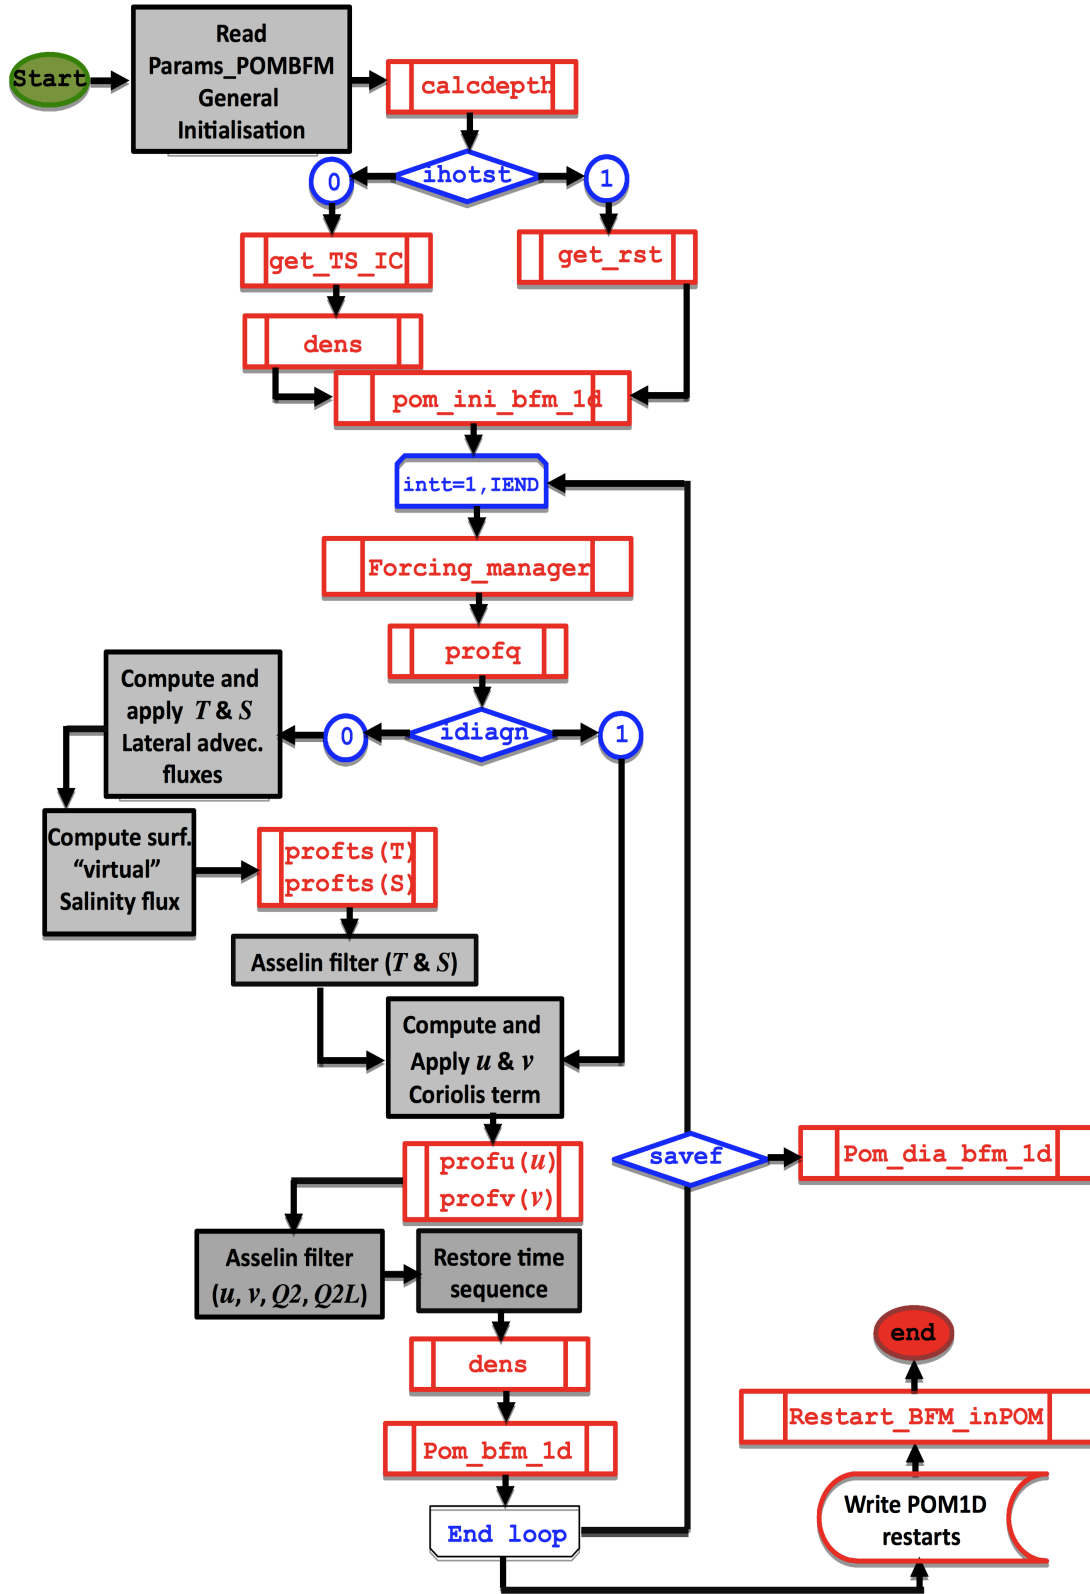 Start
Read
Params_POMBFM
General
Initialisation
calcdepth
ihotst
0
1
get_TS_IC
get_rst
dens
pom_ini_bfm_1d
intt=1,IEND
Forcing_manager
profq
idiagn
0
1
Compute and
apply T & S
Lateral advec.
fluxes
Compute surf.
“virtual”
Salinity flux
profts(T)
profts(S)
Asselin filter (T & S)
Compute and
Apply u & v
Coriolis term
profu(u)
profv(v)
savef
Pom_dia_bfm_1d
Asselin filter
(u, v, Q2, Q2L)
Restore time
sequence
dens
Pom_bfm_1d
End loop
Write POM1D
restarts
Restart_BFM_inPOM
end